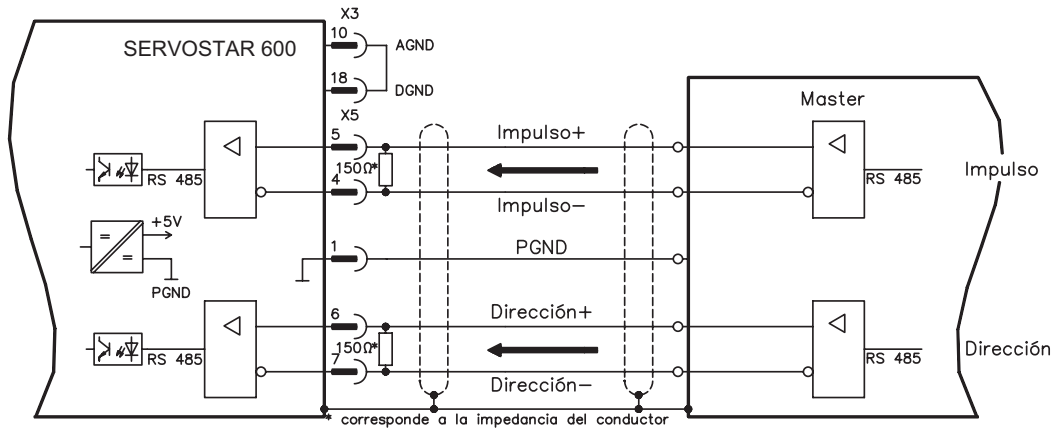 X3
10
AGND
SERVOSTAR 600
18
DGND
X5
Master
5
Impulso+
150Ω*
RS 485
RS 485
Impulso
4
Impulso−
+5V
1
PGND
PGND
6
Dirección+
150Ω*
RS 485
RS 485
Dirección
7
Dirección−
* corresponde a la impedancia del conductor